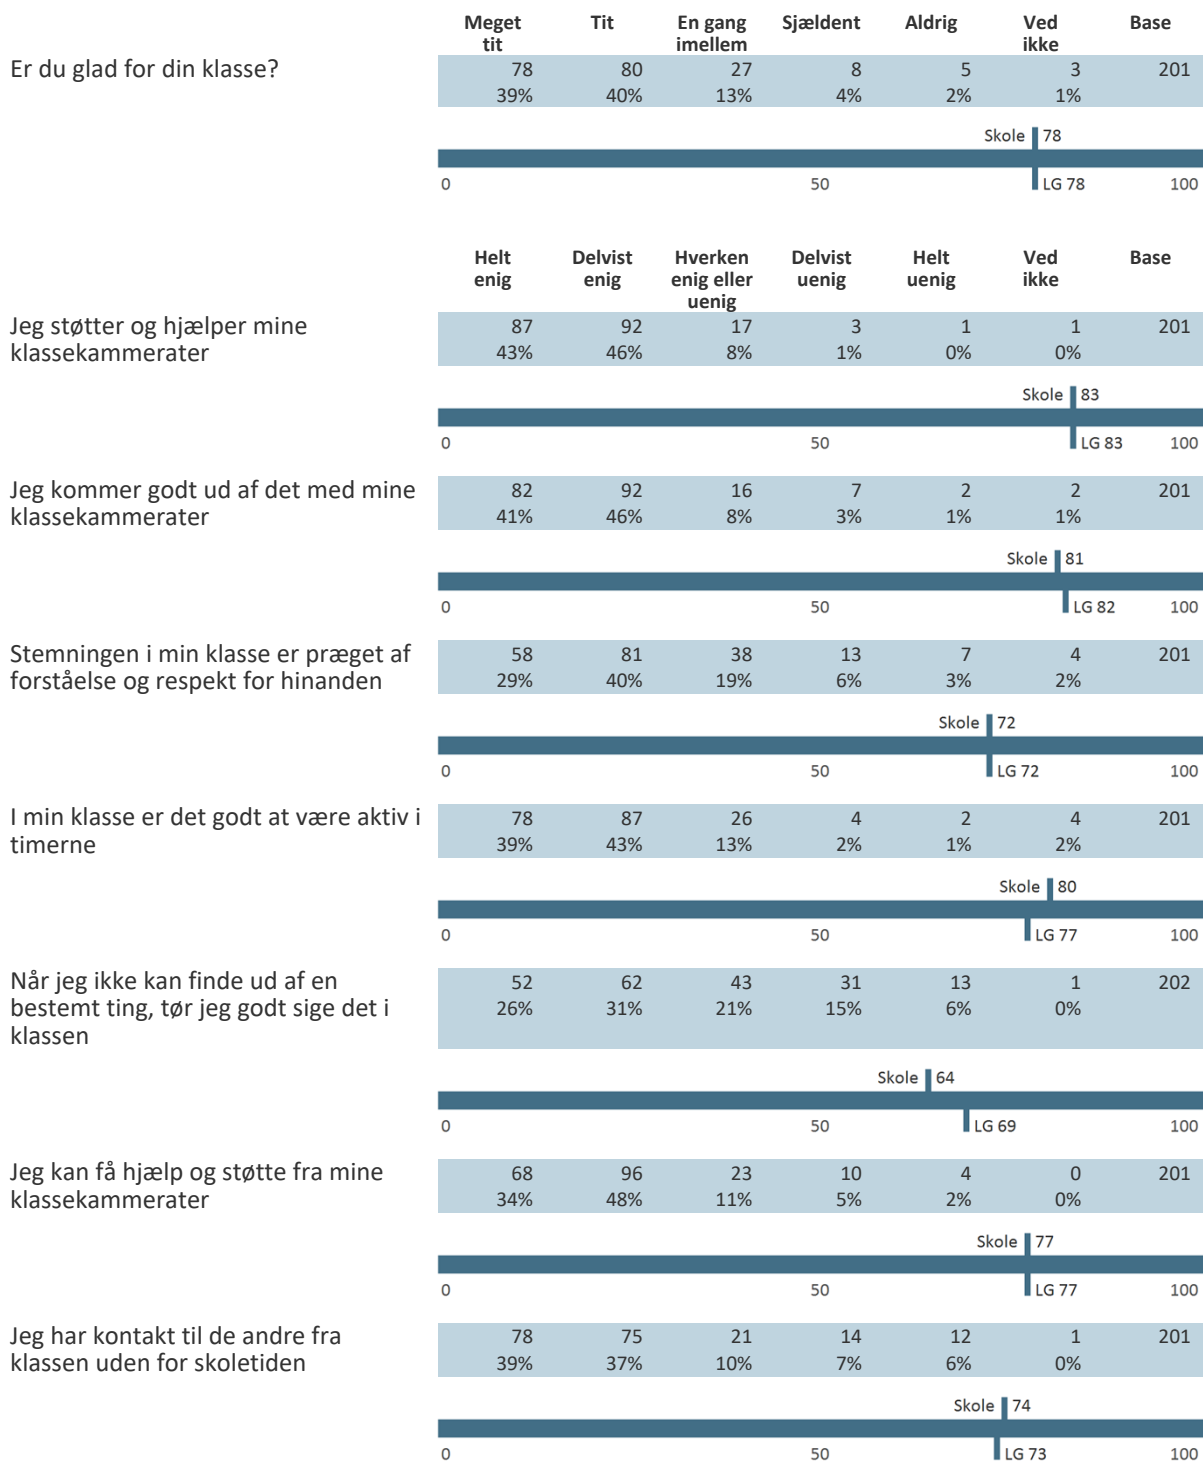 Meget tit Tit En gang imellem Sjældent Aldrig Ved ikke Base
Er du glad for din klasse? 78 80 27 8 5 3 201
39% 40% 13% 4% 2% 1%
Skole 78
0 50 LG 78 100
Helt enig Delvist enig Hverken enig eller uenig Delvist uenig Helt uenig Ved ikke Base
Jeg støtter og hjælper mine 87 92 17 3 1 1 201
klassekammerater 43% 46% 8% 1% 0% 0%
Skole 83
0 50 LG 83 100
Jeg kommer godt ud af det med mine 82 92 16 7 2 2 201
klassekammerater 41% 46% 8% 3% 1% 1%
Skole 81
0 50 LG 82 100
Stemningen i min klasse er præget af 58 81 38 13 7 4 201
forståelse og respekt for hinanden 29% 40% 19% 6% 3% 2%
Skole 72
0 50 LG 72 100
I min klasse er det godt at være aktiv i 78 87 26 4 2 4 201
timerne 39% 43% 13% 2% 1% 2%
Skole 80
0 50 LG 77 100
Når jeg ikke kan finde ud af en 52 62 43 31 13 1 202
bestemt ting, tør jeg godt sige det i 26% 31% 21% 15% 6% 0%
klassen
Skole 64
0 50 LG 69 100
Jeg kan få hjælp og støtte fra mine 68 96 23 10 4 0 201
klassekammerater 34% 48% 11% 5% 2% 0%
Skole 77
0 50 LG 77 100
Jeg har kontakt til de andre fra 78 75 21 14 12 1 201
klassen uden for skoletiden 39% 37% 10% 7% 6% 0%
Skole 74
0 50 LG 73 100